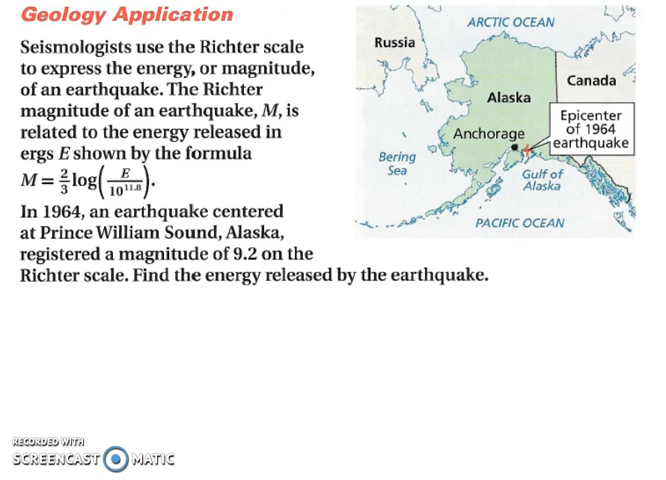 Geology Application
Seismologists use the Richter scale
to express the energy, or magnitude,
of an earthquake. The Richter
magnitude of an earthquake, M, is
related to the energy released in
ergs E shown by the formula
M = 2/3 log(E/10^11.8).
In 1964, an earthquake centered
at Prince William Sound, Alaska,
registered a magnitude of 9.2 on the
Richter scale. Find the energy released by the earthquake.
ARCTIC OCEAN
Russia
Canada
Alaska
Epicenter
of 1964
earthquake
Anchorage
Bering
Sea
Gulf of
Alaska
PACIFIC OCEAN
RECORDED WITH
SCREENCAST MATIC